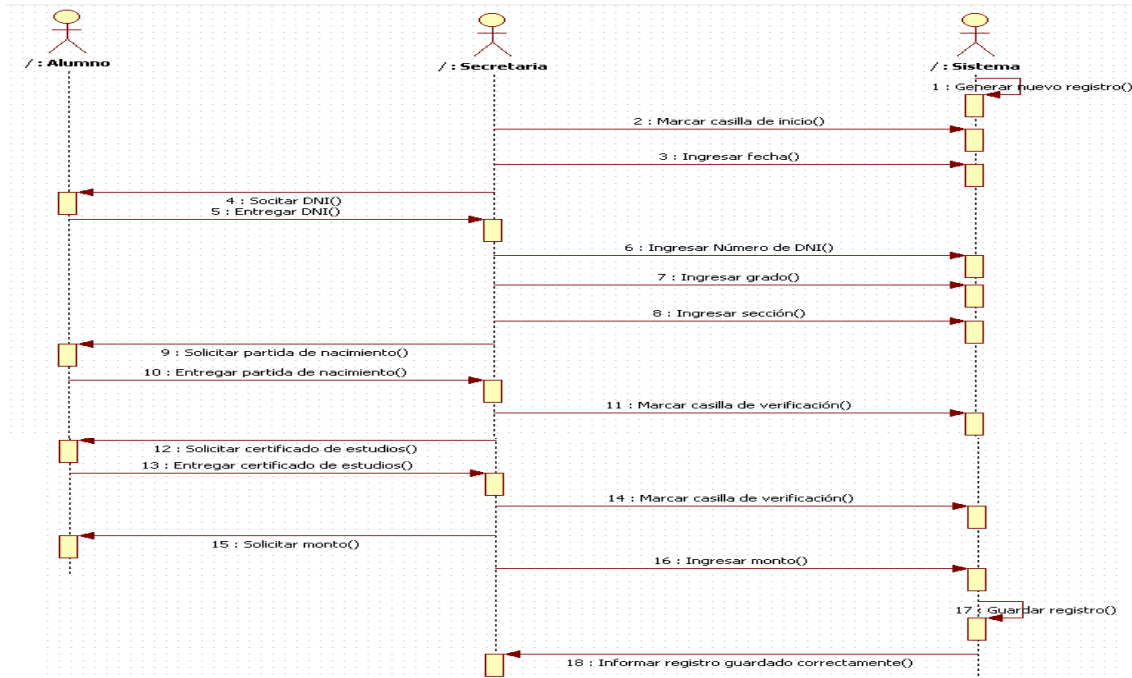 / : Alumno
/ : Secretaria
/ : Sistema
1 : Generar nuevo registro()
2 : Marcar casilla de inicio()
3 : Ingresar fecha()
4 : Socitar DNI()
5 : Entregar DNI()
6 : Ingresar Número de DNI()
7 : Ingresar grado()
8 : Ingresar sección()
9 : Solicitar partida de nacimiento()
10 : Entregar partida de nacimiento()
11 : Marcar casilla de verificación()
12 : Solicitar certificado de estudios()
13 : Entregar certificado de estudios()
14 : Marcar casilla de verificación()
15 : Solicitar monto()
16 : Ingresar monto()
17 : Guardar registro()
18 : Informar registro guardado correctamente()